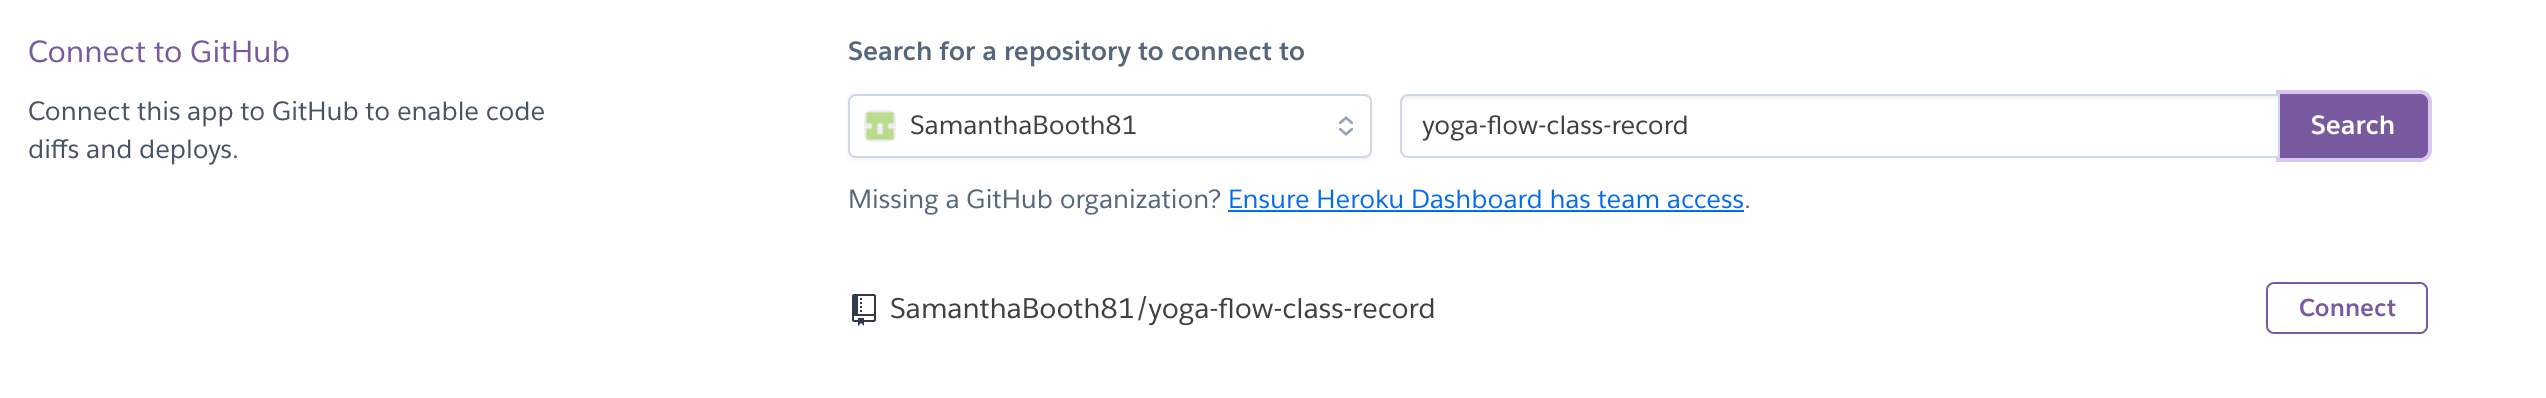 Connect to GitHub
Connect this app to GitHub to enable code
diffs and deploys.
Search for a repository to connect to
SamanthaBooth81
yoga-flow-class-record
Search
Missing a GitHub organization? Ensure Heroku Dashboard has team access.
SamanthaBooth81/yoga-flow-class-record
Connect